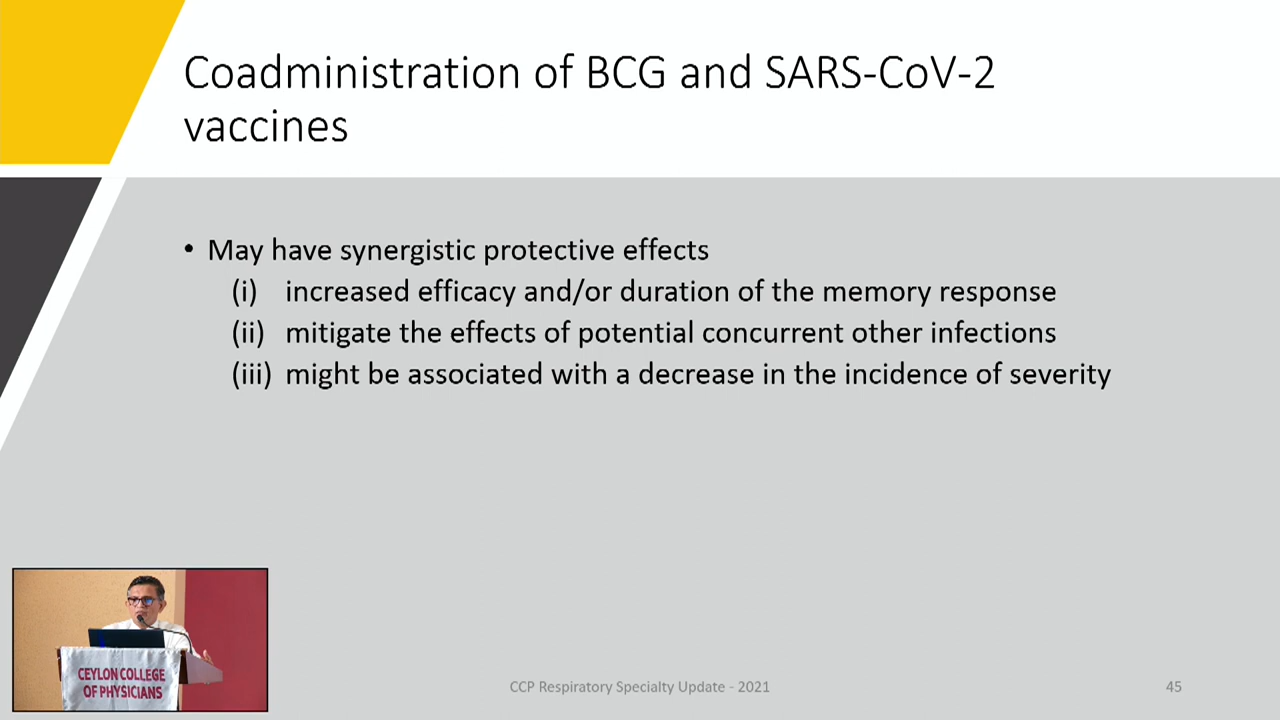 Coadministration of BCG and SARS-CoV-2
vaccines
• May have synergistic protective effects
(i) increased efficacy and/or duration of the memory response
(ii) mitigate the effects of potential concurrent other infections
(iii) might be associated with a decrease in the incidence of severity
CEYLON COLLEGE
OF PHYSICIANS
CCP Respiratory Specialty Update - 2021
45